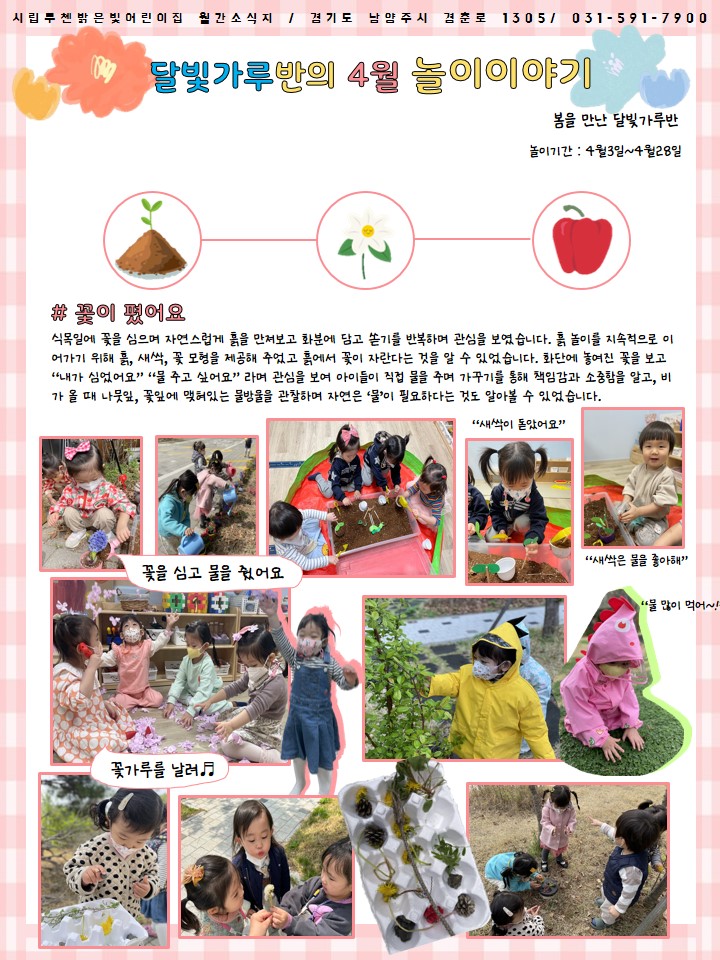 시립루첸밝은빛어린이집 월간소식지 / 경기도 남양주시 경춘로 1305/ 031-591-7900
달빛가루반의 4월 놀이이야기
봄을 만난 달빛가루반
놀이기간 : 4월3일~4월28일
# 꽃이 폈어요
식목일에 꽃을 심으며 자연스럽게 흙을 만져보고 화분에 담고 쏟기를 반복하며 관심을 보였습니다. 흙 놀이를 지속적으로 이
어가기 위해 흙, 새싹, 꽃 모형을 제공해 주었고 흙에서 꽃이 자란다는 것을 알 수 있었습니다. 화단에 놓여진 꽃을 보고
“내가 심었어요” “물 주고 싶어요” 라며 관심을 보여 아이들이 직접 물을 주며 가꾸기를 통해 책임감과 소중함을 알고, 비
가 올 때 나뭇잎, 꽃잎에 맺혀있는 물방울을 관찰하며 자연은 ‘물’이 필요하다는 것도 알아볼 수 있었습니다.
“새싹이 돋았어요”
“새싹은 물을 좋아해”
꽃을 심고 물을 줬어요
“물 많이 먹어~!”
꽃가루를 날려♬